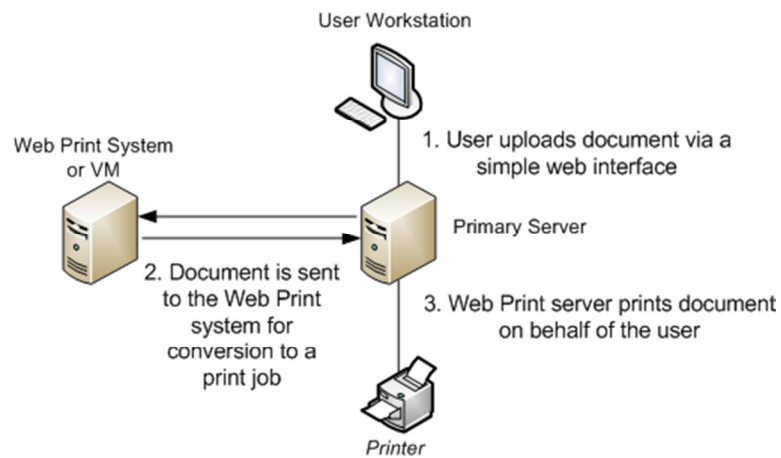 User Workstation
1. User uploads document via a
simple web interface
Web Print System
or VM
Primary Server
2. Document is sent
to the Web Print
system for
conversion to a
print job
3. Web Print server prints document
on behalf of the user
Printer